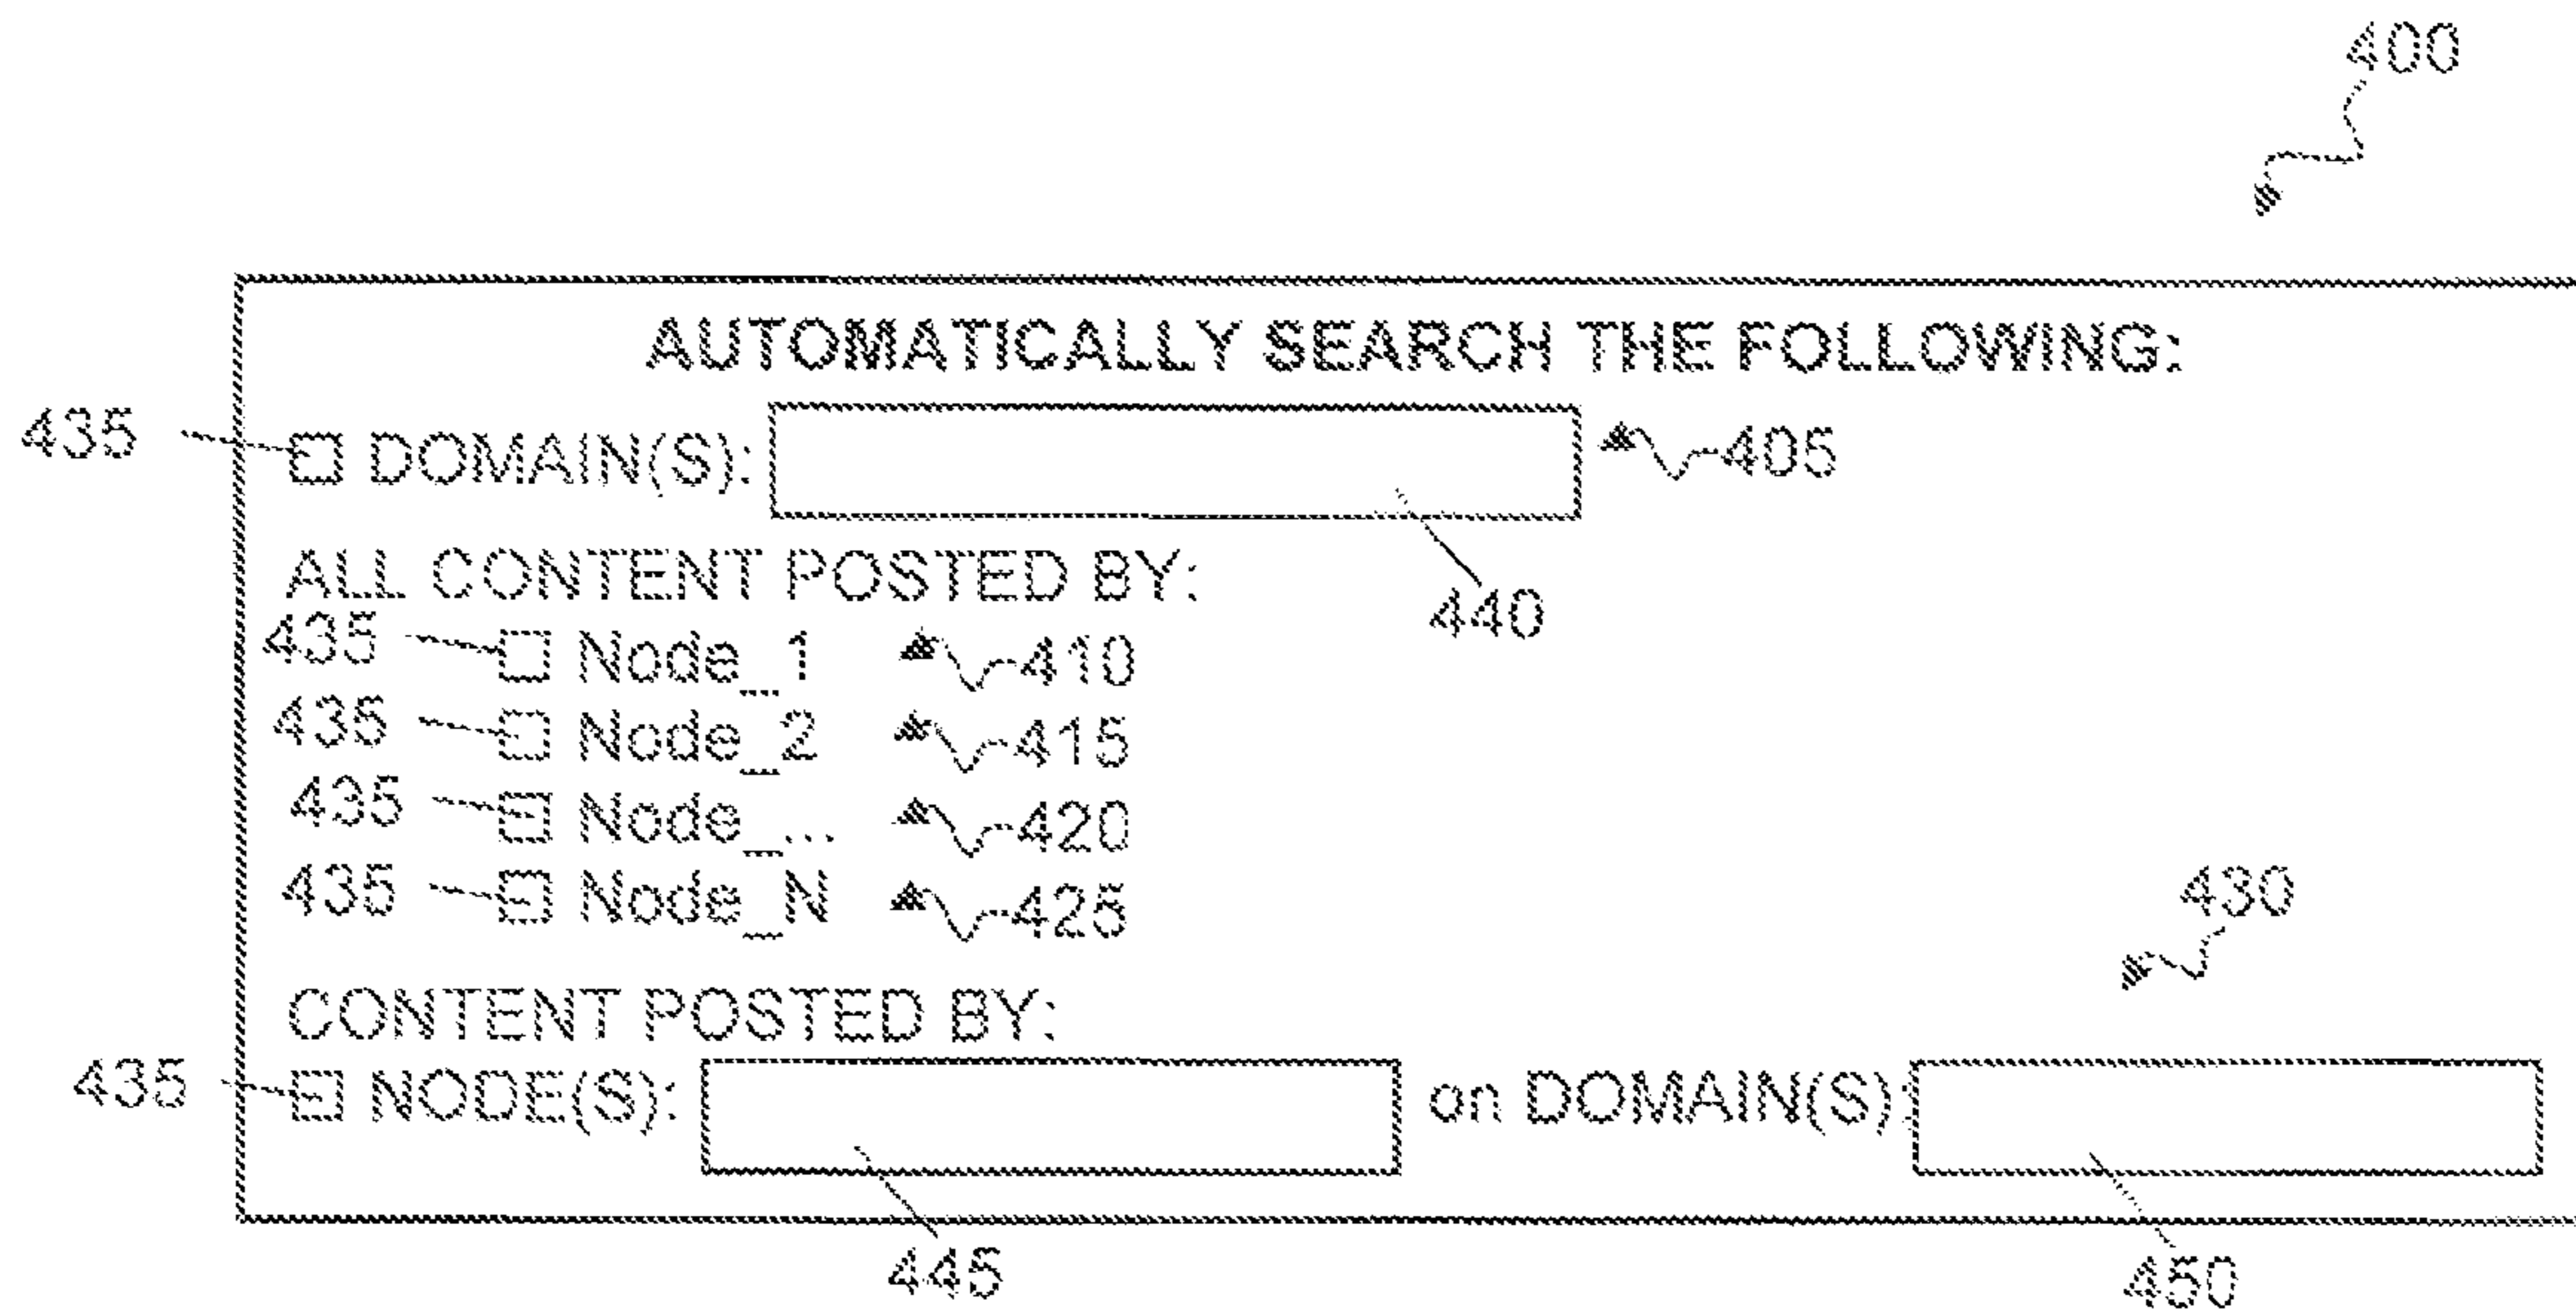 400
AUTOMATICALLY SEARCH THE FOLLOWING:
435 DOMAIN(S): 405
440
ALL CONTENT POSTED BY:
435 Node_1 410
435 Node_2 415
435 Node_... 420
435 Node_N 425
430
CONTENT POSTED BY:
435 NODE(S): on DOMAIN(S):
445 450